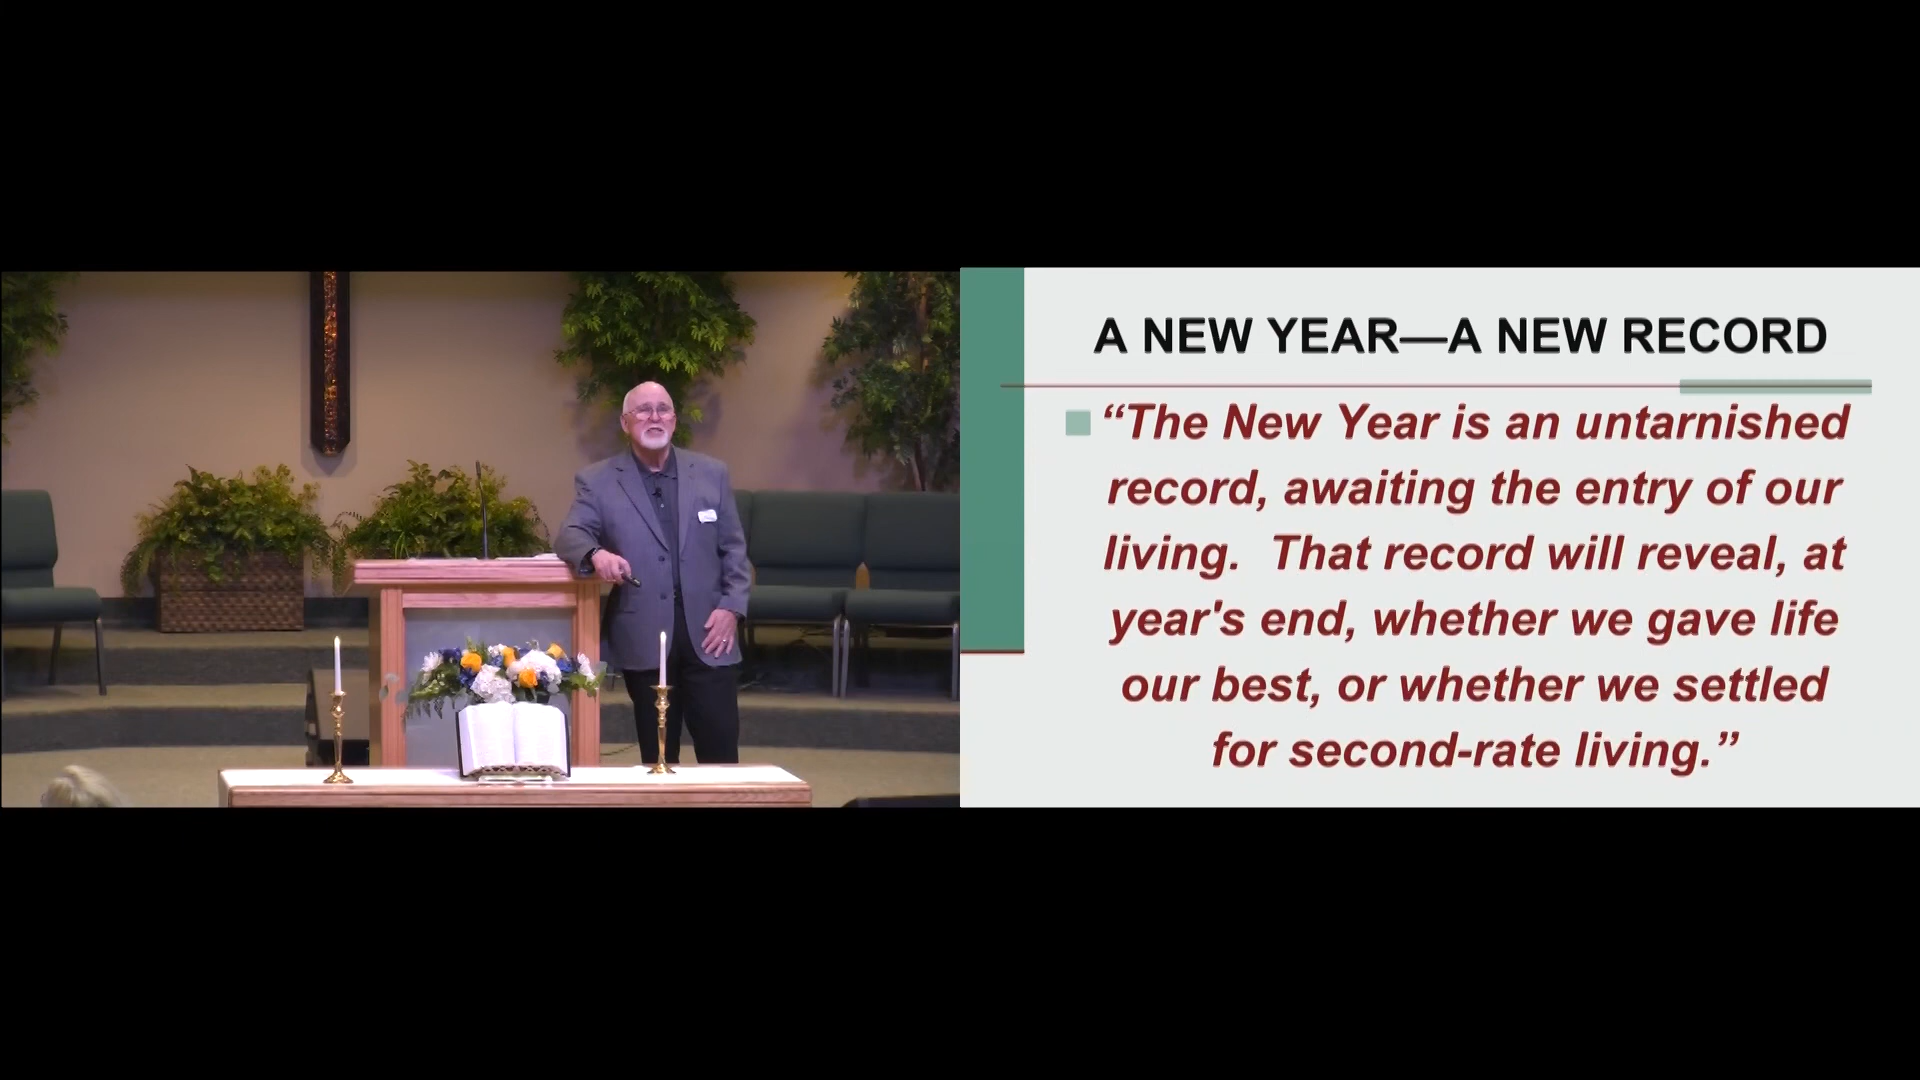 A NEW YEAR—A NEW RECORD
“The New Year is an untarnished
record, awaiting the entry of our
living.  That record will reveal, at
year's end, whether we gave life
our best, or whether we settled
for second-rate living.”